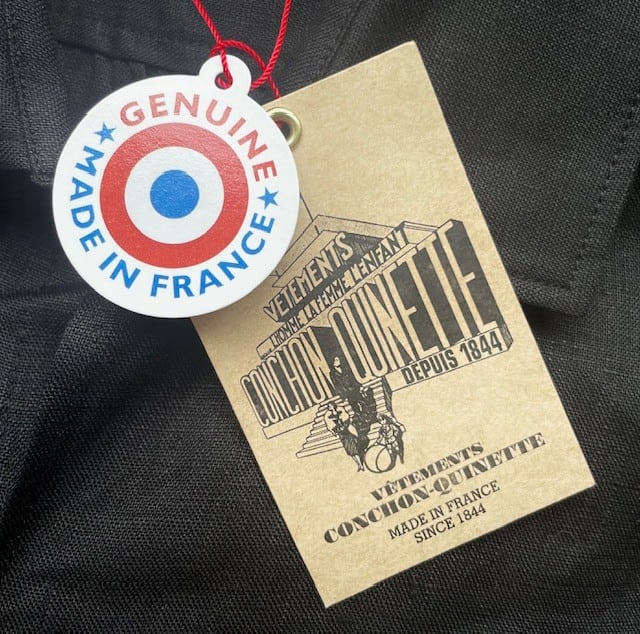 GENUINE
MADE IN FRANCE
VÊTEMENTS
L'HOMME LA FEMME L'ENFANT
CONCHON QUINETTE
DEPUIS 1844
VÊTEMENTS
CONCHON-QUINETTE
MADE IN FRANCE
SINCE 1844